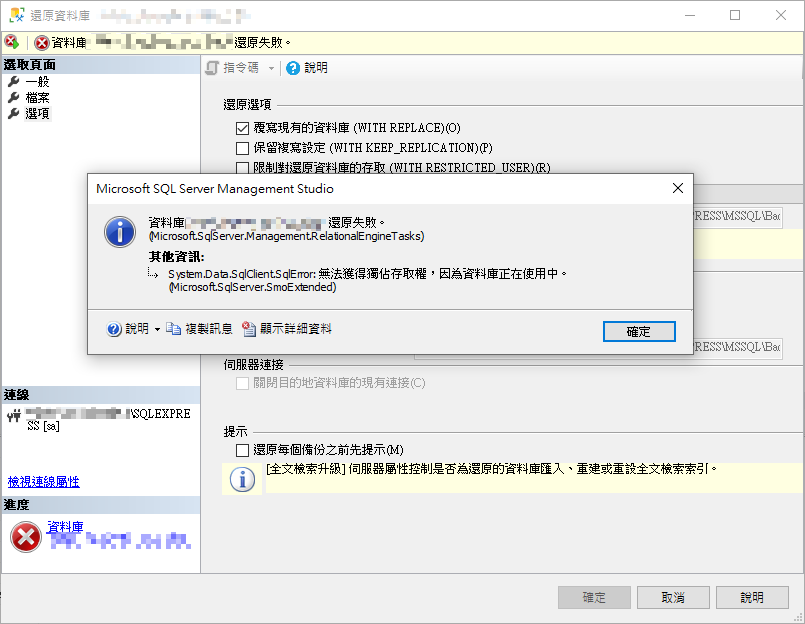 還原資料庫
資料庫 還原失敗。
選取頁面
一般
檔案
選項
指令碼
說明
還原選項
覆寫現有的資料庫 (WITH REPLACE)(O)
保留複寫設定 (WITH KEEP_REPLICATION)(P)
限制對還原資料庫的存取 (WITH RESTRICTED_USER)(R)
Microsoft SQL Server Management Studio
資料庫 還原失敗。
(Microsoft.SqlServer.Management.RelationalEngineTasks)
其他資訊:
System.Data.SqlClient.SqlError: 無法獲得獨佔存取權，因為資料庫正在使用中。
(Microsoft.SqlServer.SmoExtended)
說明
複製訊息
顯示詳細資料
確定
RESS\MSSQL\Bac
RESS\MSSQL\Bac
伺服器連接
關閉目的地資料庫的現有連接(C)
提示
還原每個備份之前先提示(M)
[全文檢索升級] 伺服器屬性控制是否為還原的資料庫匯入、重建或重設全文檢索索引。
連線
\SQLEXPRE
SS [sa]
檢視連線屬性
進度
資料庫
確定
取消
說明